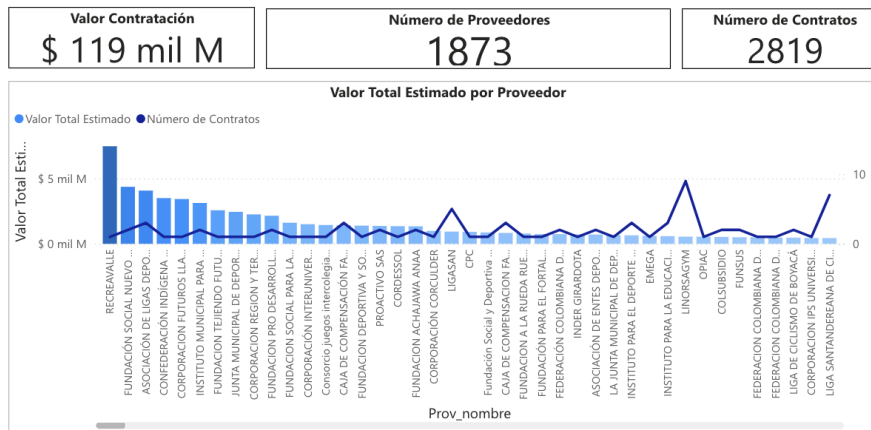 Valor Contratación
$ 119 mil M
Número de Proveedores
1873
Número de Contratos
2819
Valor Total Estimado por Proveedor
Valor Total Estimado
Número de Contratos
Valor Total Esti...
$ 5 mil M
$ 0 mil M
10
0
RECREAVALLE
FUNDACIÓN SOCIAL NUEVO ...
ASOCIACIÓN DE LIGAS DEPO...
CONFEDERACIÓN INDÍGENA ...
CORPORACION FUTUROS LLA...
INSTITUTO MUNICIPAL PARA ...
FUNDACION TEJIENDO FUTU...
JUNTA MUNICIPAL DE DEPOR...
CORPORACION REGION Y TER...
FUNDACION PRO DESARROLL...
FUNDACION SOCIAL PARA LA...
CORPORACIÓN INTERUNIVER...
Consorcio juegos intercolegia...
CAJA DE COMPENSACIÓN FA...
FUNDACION DEPORTIVA Y SO...
PROACTIVO SAS
CORDESSOL
FUNDACION ACHAJAWA ANAA
CORPORACIÓN CORCULDER
LIGASAN
CPC
Fundación Social y Deportiva ...
CAJA DE COMPENSACION FA...
FUNDACION A LA RUEDA RUE...
FUNDACIÓN PARA EL FORTAL...
FEDERACION COLOMBIANA D...
INDER GIRARDOTA
ASOCIACIÓN DE ENTES DEPO...
LA JUNTA MUNICIPAL DE DEP...
INSTITUTO PARA EL DEPORTE ...
EMEGA
INSTITUTO PARA LA EDUCACI...
LINORSAGYM
OPIAC
COLSUBSIDIO
FUNSUS
FEDERACION COLOMBIANA D...
FEDERACION COLOMBIANA D...
LIGA DE CICLISMO DE BOYACÁ
CORPORACION IPS UNIVERSI...
LIGA SANTANDEREANA DE CI...
Prov_nombre